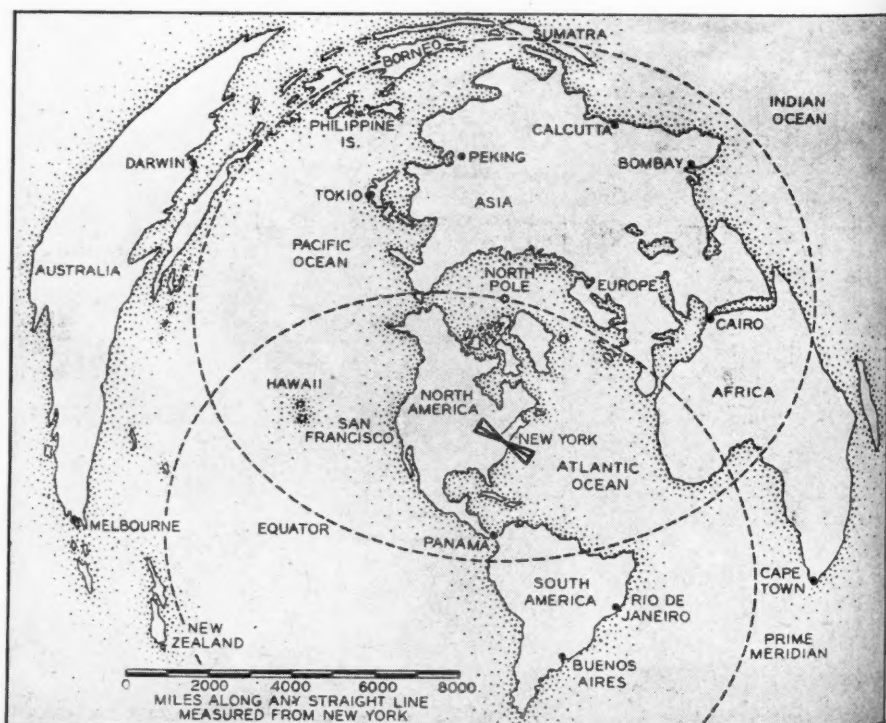 SUMATRA
BORNEO
INDIAN
OCEAN
PHILIPPINE
IS.
CALCUTTA
DARWIN
PEKING
BOMBAY
TOKIO
ASIA
PACIFIC
OCEAN
AUSTRALIA
NORTH
POLE
EUROPE
CAIRO
HAWAII
NORTH
AMERICA
AFRICA
SAN
FRANCISCO
NEW YORK
ATLANTIC
OCEAN
MELBOURNE
EQUATOR
PANAMA
SOUTH
AMERICA
CAPE
TOWN
RIO DE
JANEIRO
NEW
ZEALAND
PRIME
MERIDIAN
BUENOS
AIRES
0 2000 4000 6000 8000
MILES ALONG ANY STRAIGHT LINE
MEASURED FROM NEW YORK